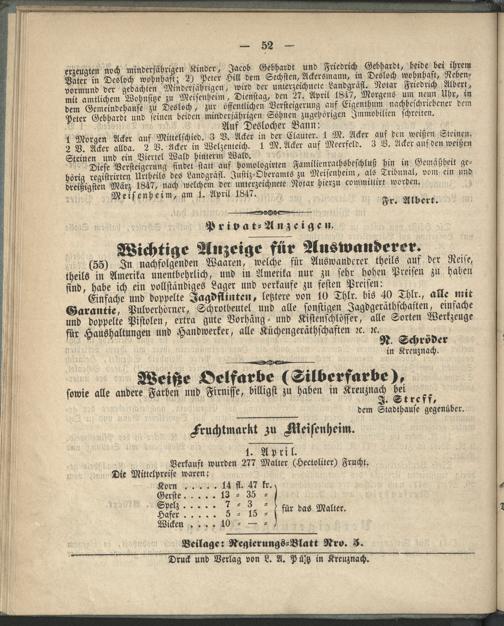 — 52 —
erzeugten noch minderjährigen Kinder, Jacob Gebhardt und Friedrich Gebhardt, beide bei ihrem
Vater in Desloch wohnhaft; 2) Peter Hill dem Sechsten, Ackersmann, in Desloch wohnhaft, Neben-
vormund der gedachten Minderjährigen, wird der unterzeichnete Landgräfl. Notar Friedrich Albert,
mit amtlichem Wohnsitze zu Meisenheim, Dienstag, den 27. April 1847, Morgens um neun Uhr, in
dem Gemeindehause zu Desloch, zur öffentlichen Versteigerung auf Eigenthum nachbeschriebener dem
Peter Gebhardt und seinen beiden minderjährigen Söhnen zugehörigen Immobilien schreiten.
Auf Deslocher Bann:
1 Morgen Acker auf Mittelschied. 3 V. Acker in der Clauer. 1 M. Acker auf den weißen Steinen.
2 V. Acker allda. 2 V. Acker in Welzenteich. 1 M. Acker auf Meerfeld. 3 V. Acker auf den weißen
Steinen und ein Viertel Wald hinterm Wald.
Diese Versteigerung findet statt auf homologirten Familienrathsbeschluß hin in Gemäßheit ge-
hörig registrirten Urtheils des Landgräfl. Justiz-Oberamts zu Meisenheim, als Tribunal, vom ein und
dreißigsten März 1847, nach welchem der unterzeichnete Notar hierzu committirt worden.
Meisenheim, am 1. April 1847.
Fr. Albert.
Privat-Anzeigen.
Wichtige Anzeige für Auswanderer.
(55) In nachfolgenden Waaren, welche für Auswanderer theils auf der Reise,
theils in Amerika unentbehrlich, und in Amerika nur zu sehr hohen Preisen zu haben
sind, habe ich ein vollständiges Lager und verkaufe zu festen Preisen:
Einfache und doppelte Jagdflinten, letztere von 10 Thlr. bis 40 Thlr., alle mit
Garantie, Pulverhörner, Schrotbeutel und alle sonstigen Jagdgeräthschaften, einfache
und doppelte Pistolen, extra gute Vorhäng- und Kistenschlösser, alle Sorten Werkzeuge
für Haushaltungen und Handwerker, alle Küchengeräthschaften ꝛc. ꝛc.
N. Schröder
in Kreuznach.
Weiße Oelfarbe (Silberfarbe),
sowie alle andere Farben und Firnisse, billigst zu haben in Kreuznach bei
J. Streff,
dem Stadthause gegenüber.
Fruchtmarkt zu Meisenheim.
1. April.
Verkauft wurden 277 Malter (Hectoliter) Frucht.
Die Mittelpreise waren:
Korn . . . . . 14 fl. 47 kr.
Gerste . . . . . 13 „ 35 „
Spelz . . . . . 7 „ 3 „ für das Malter.
Hafer . . . . . 5 „ 15 „
Wicken . . . . . 10 „ — „
Beilage: Regierungs-Blatt Nro. 5.
Druck und Verlag von L. A. Pütz in Kreuznach.